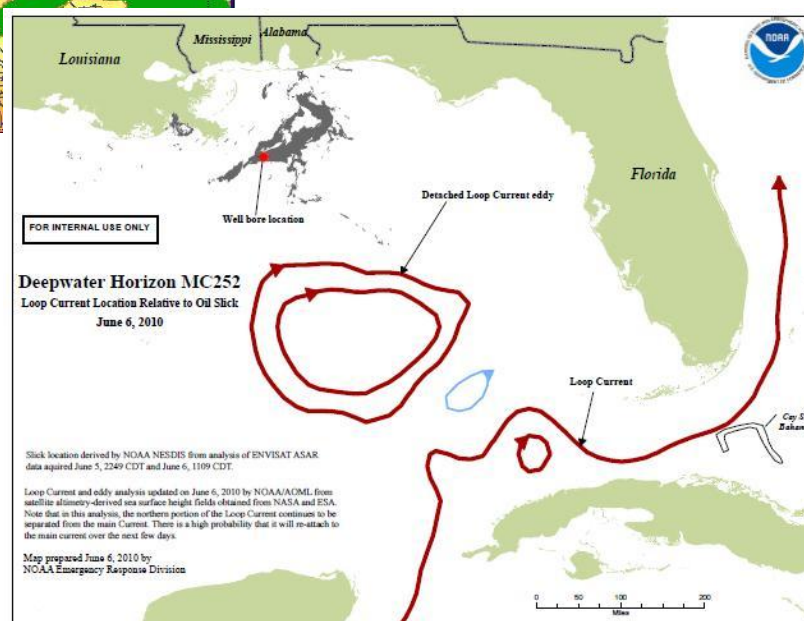 Mississippi Alabama
Louisiana
NOAA
Florida
Detached Loop Current eddy
Well bore location
FOR INTERNAL USE ONLY
Deepwater Horizon MC252
Loop Current Location Relative to Oil Slick
June 6, 2010
Loop Current
Cay S
Baham
Slick location derived by NOAA NESDIS from analysis of ENVISAT ASAR
data aquired June 5, 2249 CDT and June 6, 1109 CDT.
Loop Current and eddy analysis updated on June 6, 2010 by NOAA/AOML from
satellite altimetry-derived sea surface height fields obtained from NASA and ESA.
Note that in this analysis, the northern portion of the Loop Current continues to be
separated from the main Current. There is a high probability that it will re-attach to
the main current over the next few days.
Map prepared June 6, 2010 by
NOAA Emergency Response Division
0 50 100 200
Miles